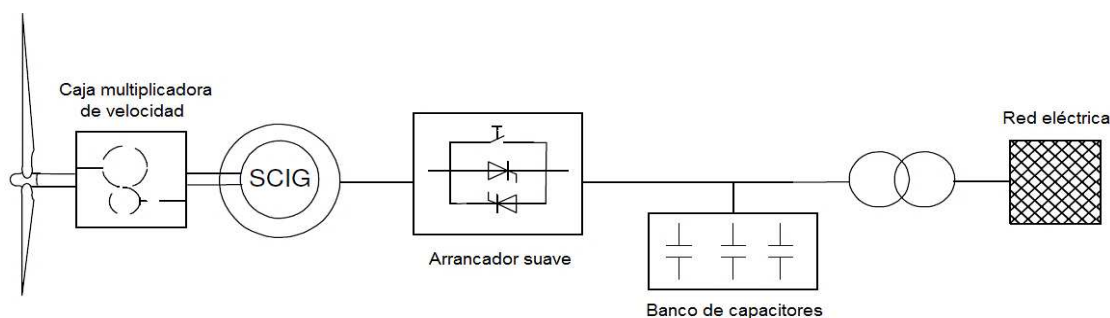 Caja multiplicadora
de velocidad
SCIG
Arrancador suave
Banco de capacitores
Red eléctrica